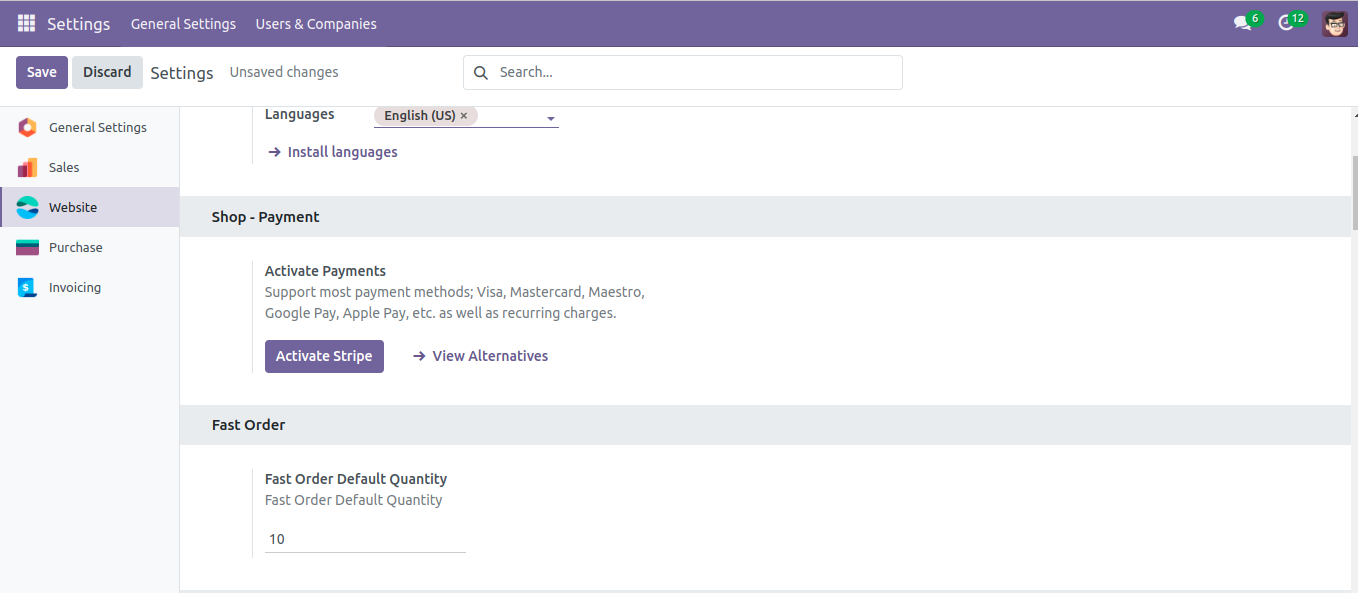 Settings General Settings Users & Companies 6 12
Save Discard Settings Unsaved changes Search...
General Settings
Sales
Website
Purchase
Invoicing
Languages English (US) ×
→ Install languages
Shop - Payment
Activate Payments
Support most payment methods; Visa, Mastercard, Maestro,
Google Pay, Apple Pay, etc. as well as recurring charges.
Activate Stripe → View Alternatives
Fast Order
Fast Order Default Quantity
Fast Order Default Quantity
10